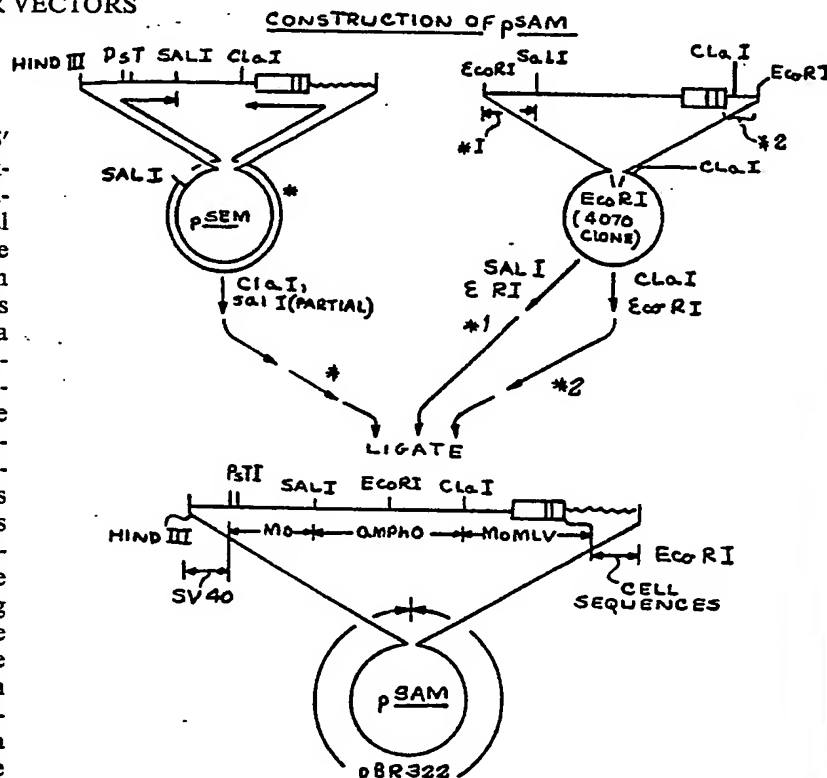 R VECTORS
CONSTRUCTION OF pSAM
HIND III PST SALI CLaI
EcoRI SaLI CLaI EcoRI
*1 *2
SALI
CLaI
pSEM *
EcoRI
(4070
CLONE)
CLaI,
SalI (PARTIAL)
SALI
E RI
CLaI
EcoRI
*1
* *2
LIGATE
PSTI SALI EcoRI CLaI
HIND III Mo amPhO MoMLV EcoRI
SV40
CELL
SEQUENCES
pSAM
pBR322